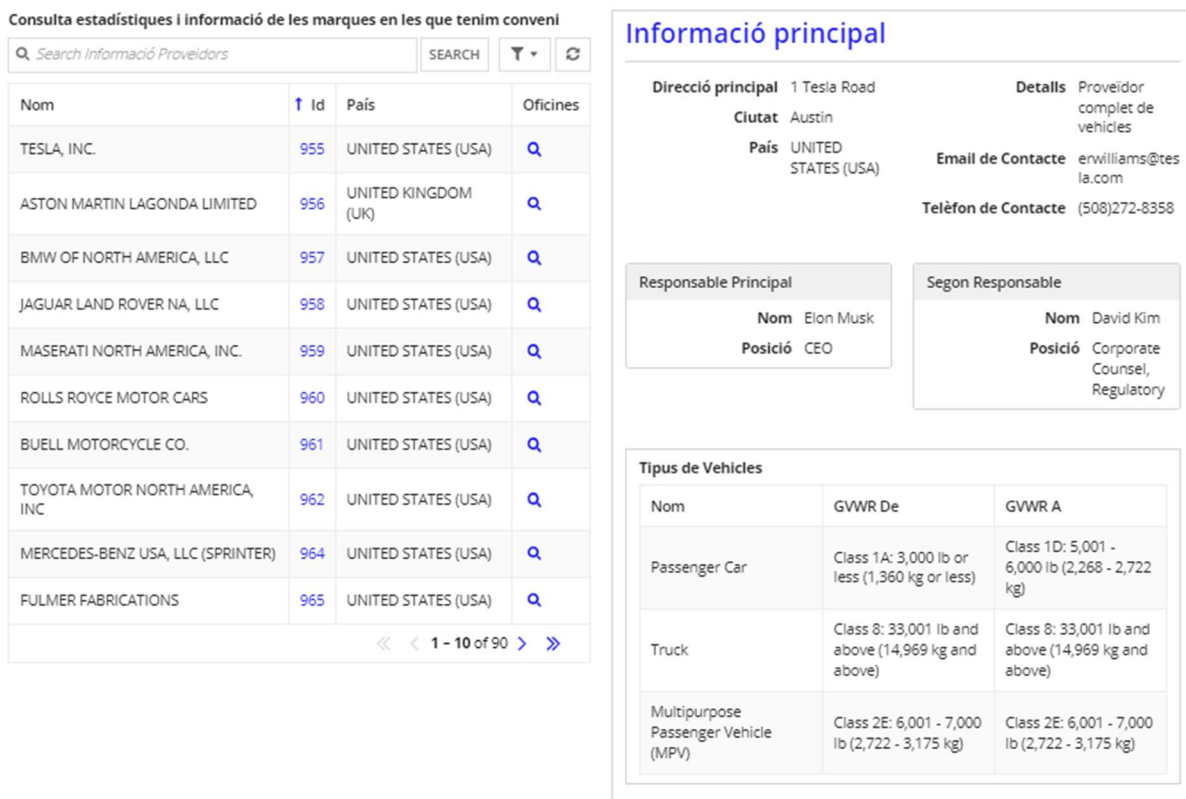 Consulta estadístiques i informació de les marques en les que tenim conveni
Search Informació Proveïdors
SEARCH
Nom Id País Oficines
TESLA, INC. 955 UNITED STATES (USA)
ASTON MARTIN LAGONDA LIMITED 956 UNITED KINGDOM
(UK)
BMW OF NORTH AMERICA, LLC 957 UNITED STATES (USA)
JAGUAR LAND ROVER NA, LLC 958 UNITED STATES (USA)
MASERATI NORTH AMERICA, INC. 959 UNITED STATES (USA)
ROLLS ROYCE MOTOR CARS 960 UNITED STATES (USA)
BUELL MOTORCYCLE CO. 961 UNITED STATES (USA)
TOYOTA MOTOR NORTH AMERICA,
INC 962 UNITED STATES (USA)
MERCEDES-BENZ USA, LLC (SPRINTER) 964 UNITED STATES (USA)
FULMER FABRICATIONS 965 UNITED STATES (USA)
1 – 10 of 90
Informació principal
Direcció principal 1 Tesla Road
Ciutat Austin
País UNITED
STATES (USA)
Detalls Proveïdor
complet de
vehicles
Email de Contacte erwilliams@tes
la.com
Telèfon de Contacte (508)272-8358
Responsable Principal
Nom Elon Musk
Posició CEO
Segon Responsable
Nom David Kim
Posició Corporate
Counsel,
Regulatory
Tipus de Vehicles
Nom GVWR De GVWR A
Passenger Car
Class 1A: 3,000 lb or
less (1,360 kg or less)
Class 1D: 5,001 -
6,000 lb (2,268 - 2,722
kg)
Truck
Class 8: 33,001 lb and
above (14,969 kg and
above)
Class 8: 33,001 lb and
above (14,969 kg and
above)
Multipurpose
Passenger Vehicle
(MPV)
Class 2E: 6,001 - 7,000
lb (2,722 - 3,175 kg)
Class 2E: 6,001 - 7,000
lb (2,722 - 3,175 kg)